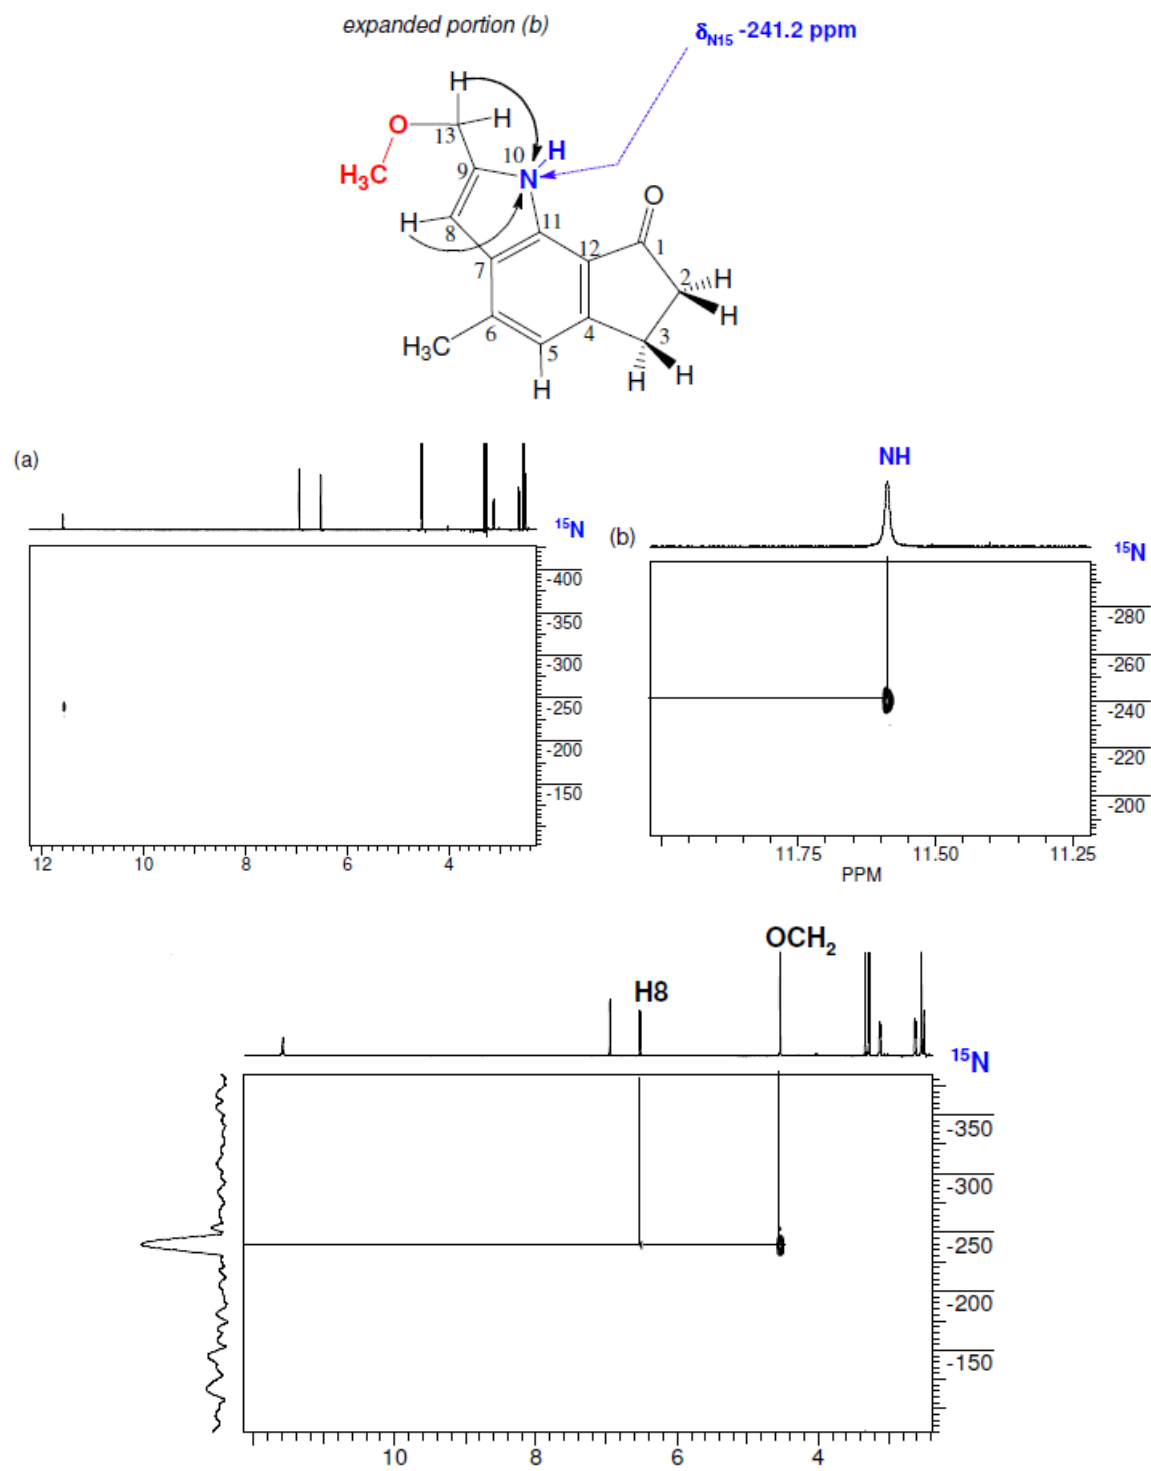 expanded portion (b)
δN15 -241.2 ppm
H
H
O
13
10
H
H3C
9
N
O
H
8
11
12
1
7
2
H
H
H3C
6
5
4
3
H
H
H
(a)
NH
15N
(b)
15N
-400
-350
-300
-250
-200
-150
-280
-260
-240
-220
-200
12
10
8
6
4
11.75
11.50
11.25
PPM
OCH2
H8
15N
-350
-300
-250
-200
-150
10
8
6
4